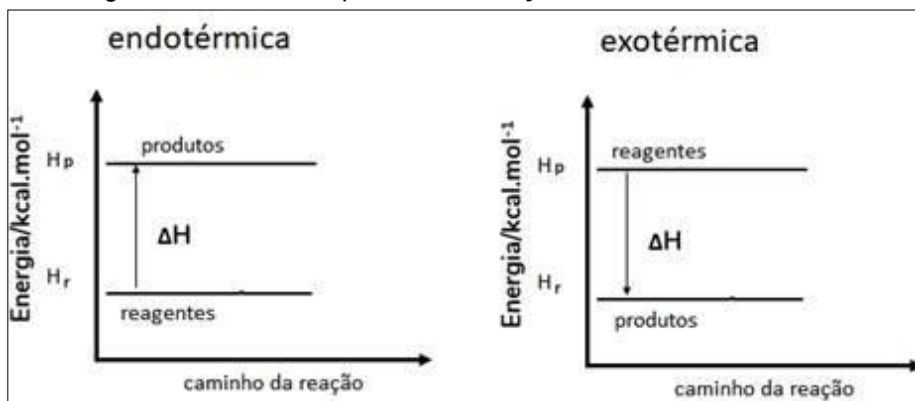 endotérmica
Energia/kcal.mol⁻¹
Hp
produtos
ΔH
Hr
reagentes
caminho da reação
exotérmica
Energia/kcal.mol⁻¹
Hp
reagentes
ΔH
Hr
produtos
caminho da reação